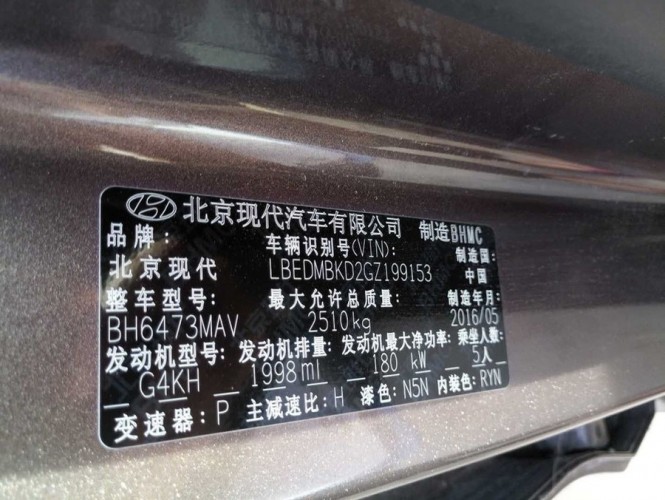 北京现代汽车有限公司 制造BHMC
品牌: 车辆识别号(VIN): 制造国:
北京现代 LBEDMBKD2GZ199153 中国
整车型号: 最大允许总质量: 制造年月:
BH6473MAV 2510kg 2016/05
发动机型号: 发动机排量: 发动机最大净功率: 乘坐人数:
G4KH 1998ml 180 kW 5人
变速器: P 主减速比: H 漆色: N5N 内装色: RYN